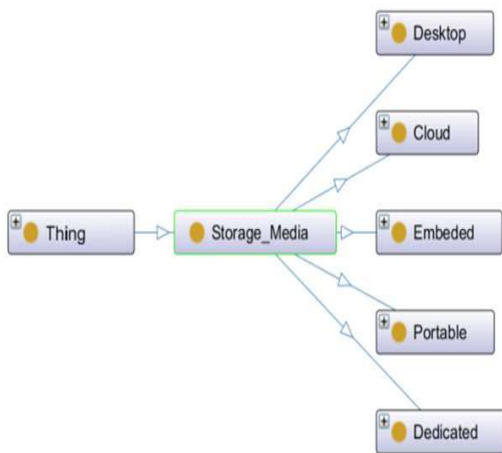 Desktop
Cloud
Thing
Storage_Media
Embeded
Portable
Dedicated